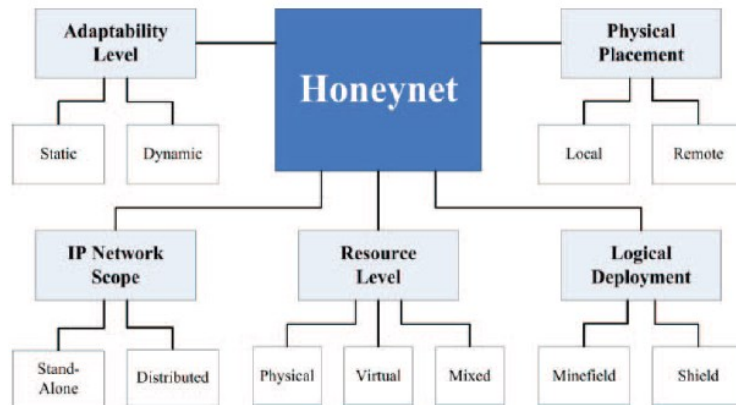 Adaptability
Level
Honeynet
Physical
Placement
Static
Dynamic
Local
Remote
IP Network
Scope
Resource
Level
Logical
Deployment
Stand-
Alone
Distributed
Physical
Virtual
Mixed
Minefield
Shield